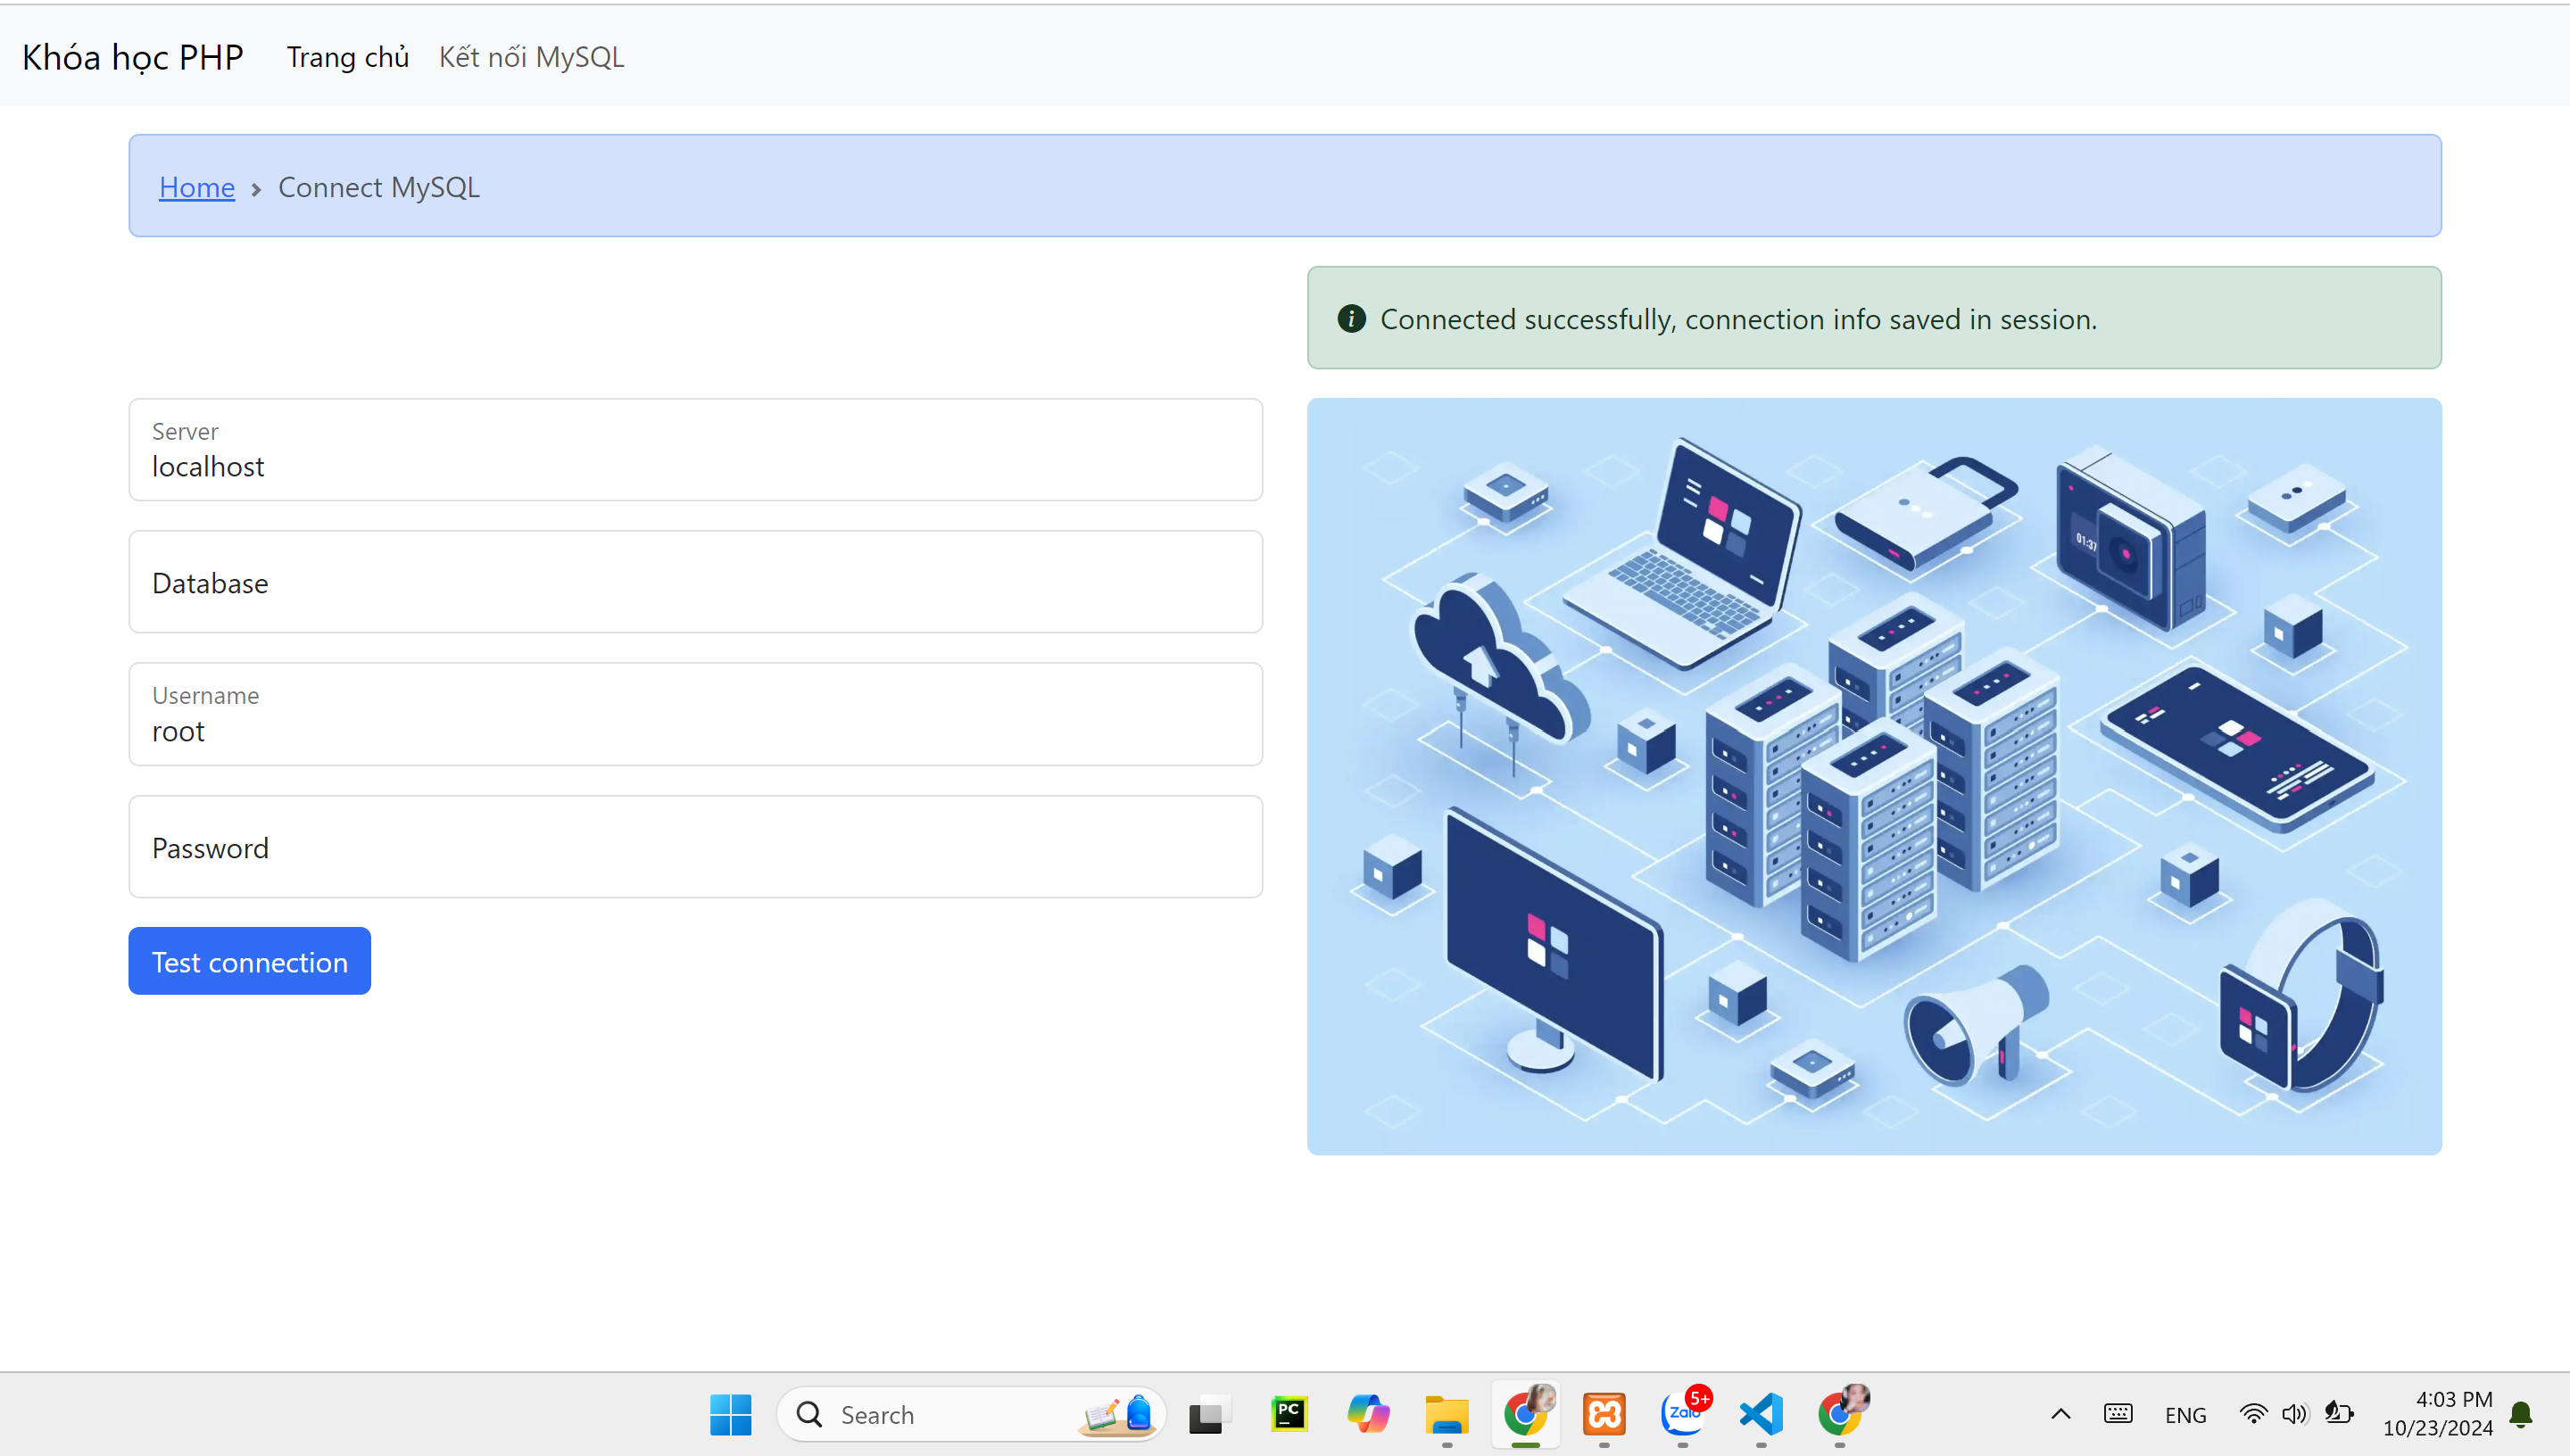 Khóa học PHP Trang chủ Kết nối MySQL
Home Connect MySQL
Connected successfully, connection info saved in session.
Server
localhost
Database
Username
root
Password
Test connection
01:37
Search
PC
Zalo
5+
ENG
4:03 PM
10/23/2024